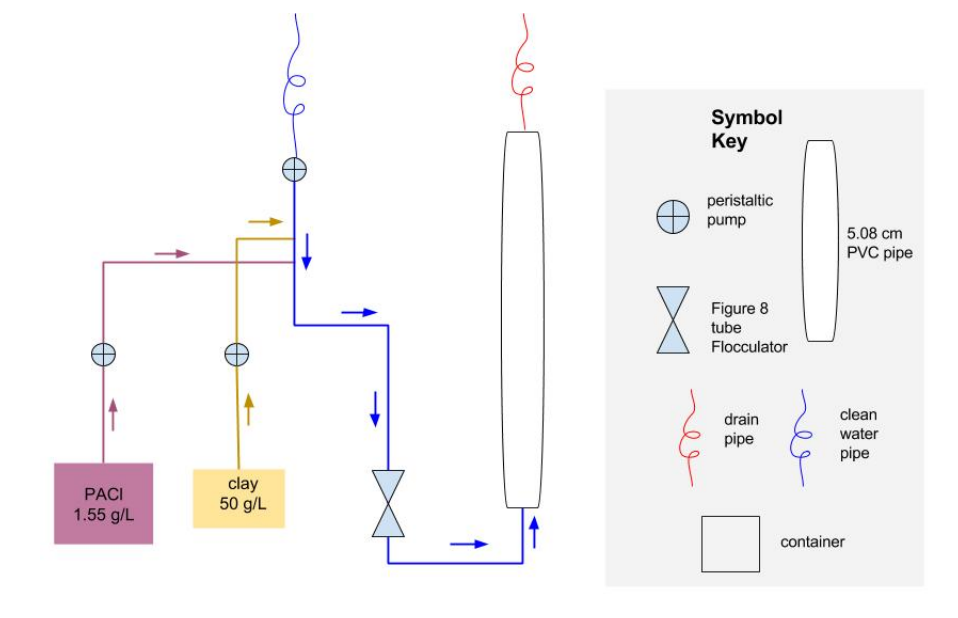 PACl
1.55 g/L
clay
50 g/L
Symbol
Key
peristaltic
pump
5.08 cm
PVC pipe
Figure 8
tube
Flocculator
drain
pipe
clean
water
pipe
container